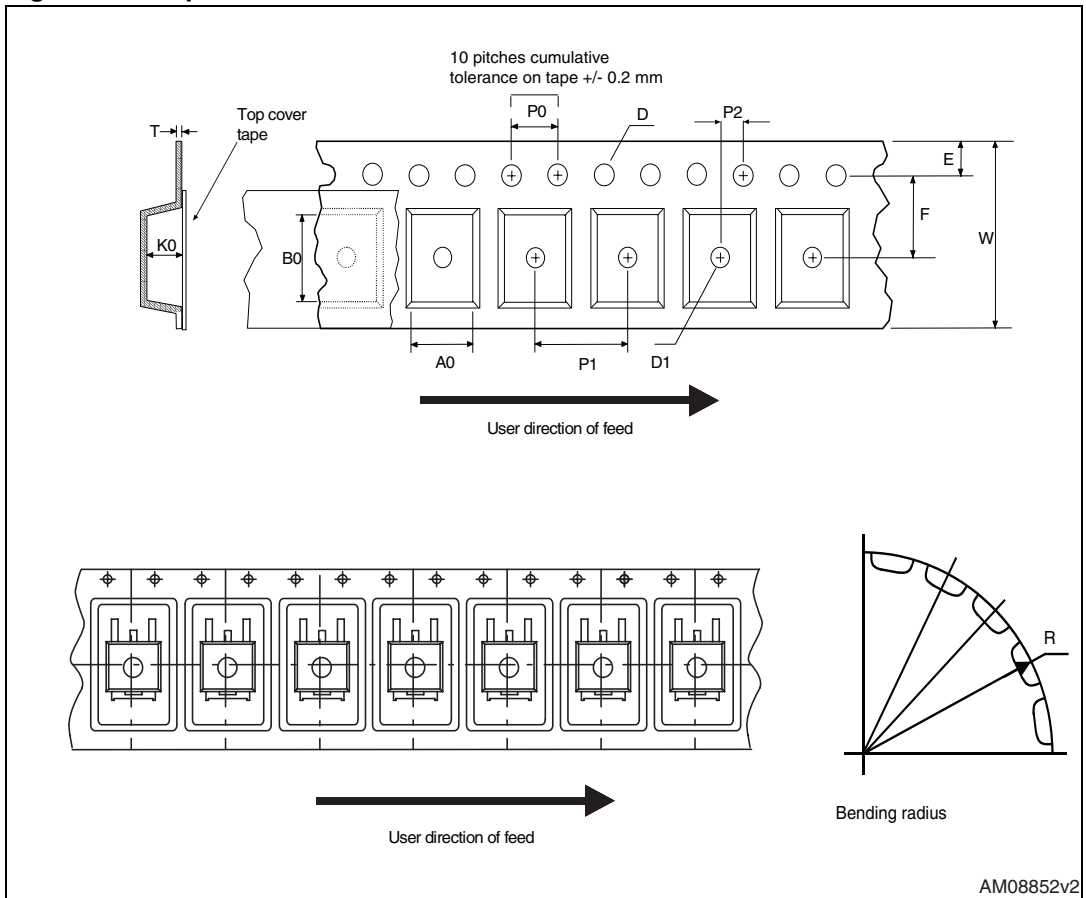 10 pitches cumulative
tolerance on tape +/- 0.2 mm
Top cover
tape
T
P0
D
P2
E
F
W
K0
B0
A0
P1
D1
User direction of feed
R
Bending radius
User direction of feed
AM08852v2